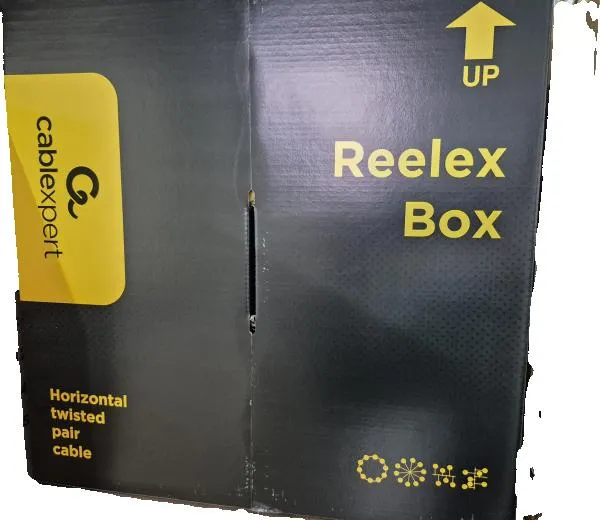 UP
Reelex
Box
cablexpert
Horizontal
twisted
pair
cable